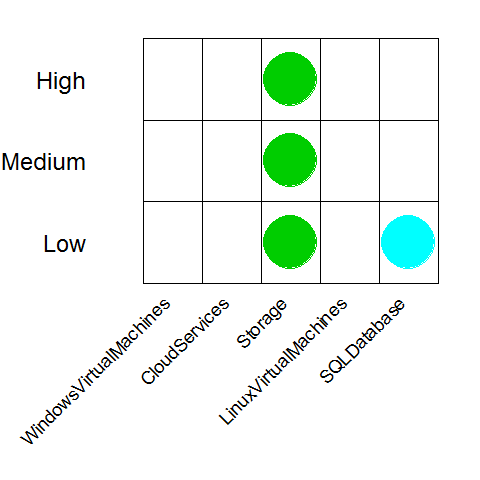 High
Medium
Low
WindowsVirtualMachines
CloudServices
Storage
LinuxVirtualMachines
SQLDatabase